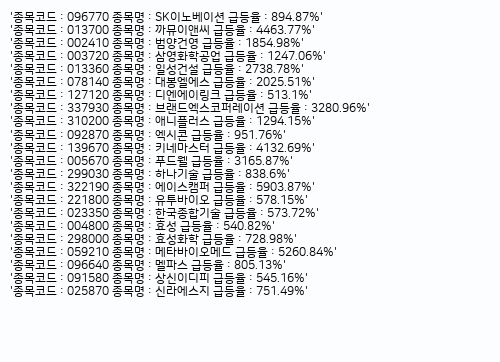 '종목코드 : 096770 종목명 : SK이노베이션 급등율 : 894.87%'
'종목코드 : 013700 종목명 : 까뮤이앤씨 급등율 : 4463.77%'
'종목코드 : 002410 종목명 : 범양건영 급등율 : 1854.98%'
'종목코드 : 003720 종목명 : 삼영화학공업 급등율 : 1247.06%'
'종목코드 : 013360 종목명 : 일성건설 급등율 : 2738.78%'
'종목코드 : 078140 종목명 : 대봉엘에스 급등율 : 2025.51%'
'종목코드 : 127120 종목명 : 디엔에이링크 급등율 : 513.1%'
'종목코드 : 337930 종목명 : 브랜드엑스코퍼레이션 급등율 : 3280.96%'
'종목코드 : 310200 종목명 : 애니플러스 급등율 : 1294.15%'
'종목코드 : 092870 종목명 : 엑시콘 급등율 : 951.76%'
'종목코드 : 139670 종목명 : 키네마스터 급등율 : 4132.69%'
'종목코드 : 005670 종목명 : 푸드웰 급등율 : 3165.87%'
'종목코드 : 299030 종목명 : 하나기술 급등율 : 838.6%'
'종목코드 : 322190 종목명 : 에이스캠퍼 급등율 : 5903.87%'
'종목코드 : 221800 종목명 : 유투바이오 급등율 : 578.15%'
'종목코드 : 023350 종목명 : 한국종합기술 급등율 : 573.72%'
'종목코드 : 004800 종목명 : 효성 급등율 : 540.82%'
'종목코드 : 298000 종목명 : 효성화학 급등율 : 728.98%'
'종목코드 : 059210 종목명 : 메타바이오메드 급등율 : 5260.84%'
'종목코드 : 096640 종목명 : 멜파스 급등율 : 805.13%'
'종목코드 : 091580 종목명 : 상신이디피 급등율 : 545.16%'
'종목코드 : 025870 종목명 : 신라에스지 급등율 : 751.49%'